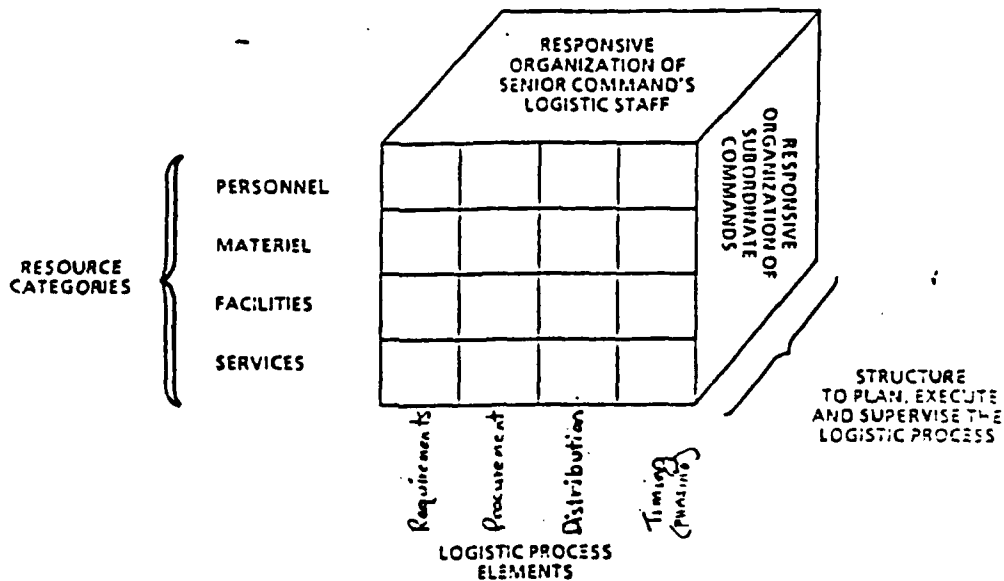 RESPONSIVE
ORGANIZATION OF
SENIOR COMMAND'S
LOGISTIC STAFF
RESPONSIVE
ORGANIZATION OF
SUBORDINATE
COMMANDS
RESOURCE
CATEGORIES
PERSONNEL
MATERIEL
FACILITIES
SERVICES
STRUCTURE
TO PLAN, EXECUTE
AND SUPERVISE THE
LOGISTIC PROCESS
Requirements
Procurement
Distribution
Timing
(PHASING)
LOGISTIC PROCESS
ELEMENTS